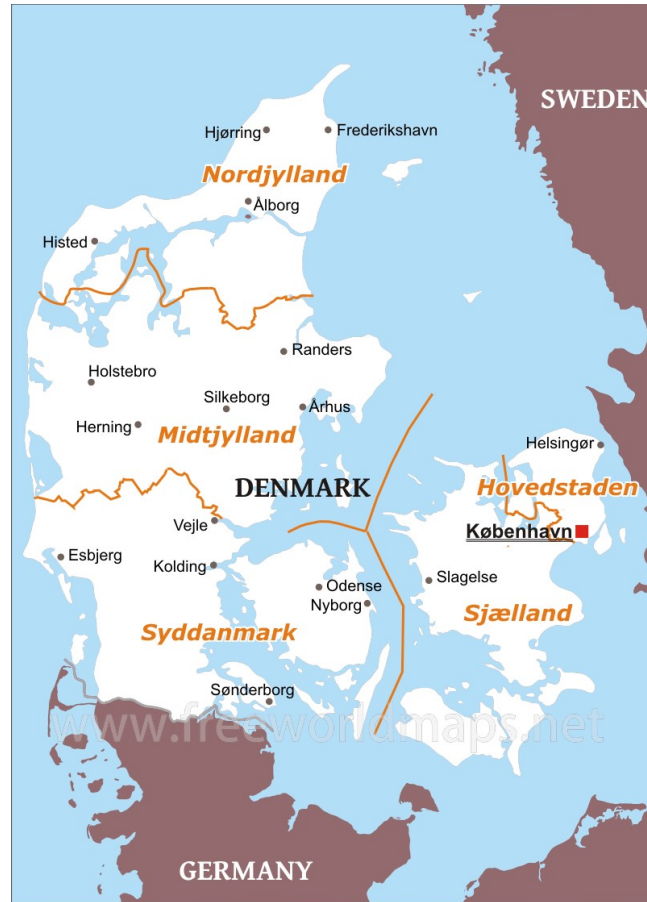 SWEDEN
Hjørring
Frederikshavn
Nordjylland
Ålborg
Histed
Randers
Holstebro
Silkeborg
Århus
Herning
Midtjylland
Helsingør
DENMARK
Hovedstaden
Vejle
København
Esbjerg
Kolding
Slagelse
Odense
Nyborg
Sjælland
Syddanmark
Sønderborg
www.freeworldmaps.net
GERMANY